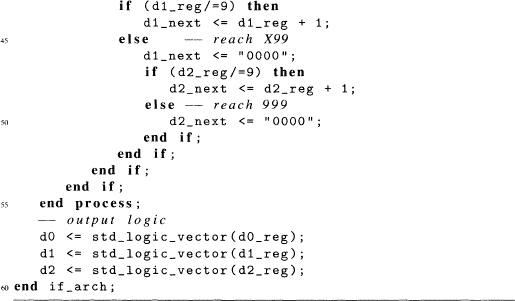 if (d1_reg/=9) then
d1_next <= d1_reg + 1;
45 else -- reach X99
d1_next <= "0000";
if (d2_reg/=9) then
d2_next <= d2_reg + 1;
else -- reach 999
50 d2_next <= "0000";
end if;
end if;
end if;
end if;
55 end process;
-- output logic
d0 <= std_logic_vector(d0_reg);
d1 <= std_logic_vector(d1_reg);
d2 <= std_logic_vector(d2_reg);
60 end if_arch;